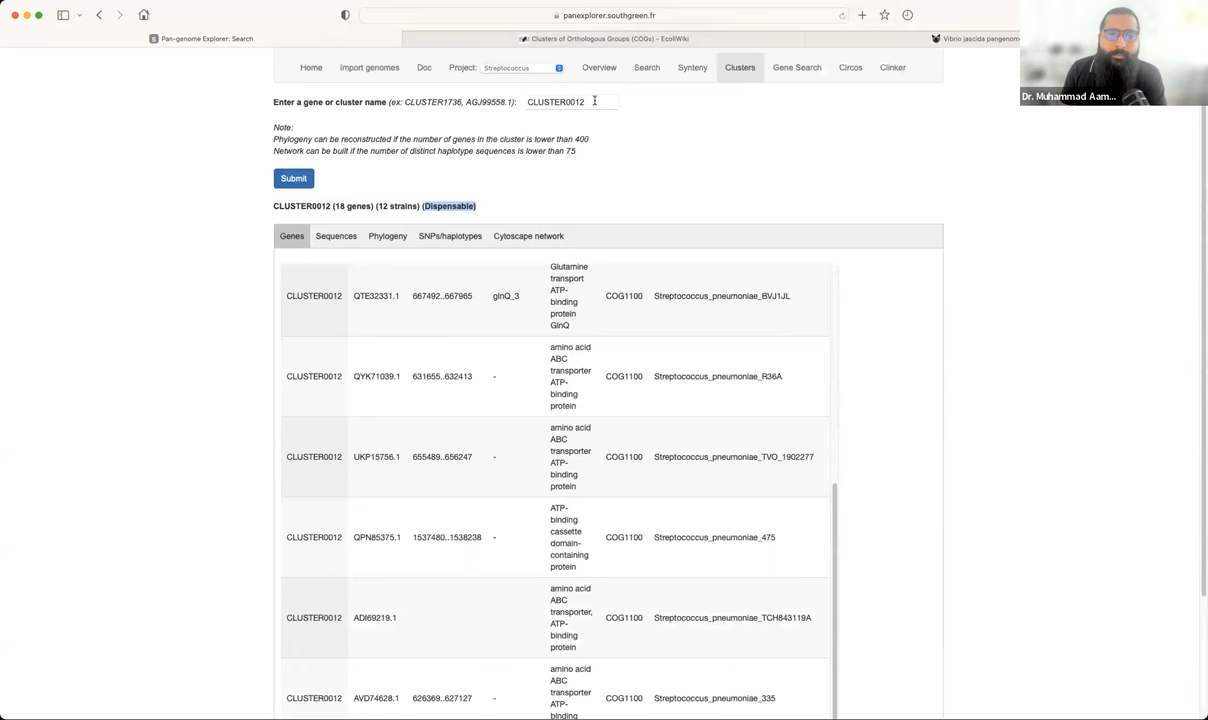 panexplorer.southgreen.fr
Pan-genome Explorer: Search
Clusters of Orthologous Groups (COGs) - EcoliWiki
Vibrio jascida pangenom
Home Import genomes Doc Project: Streptococcus Overview Search Synteny Clusters Gene Search Circos Clinker
Dr. Muhammad Aam...
Enter a gene or cluster name (ex: CLUSTER1736, AGJ99558.1): CLUSTER0012
Note:
Phylogeny can be reconstructed if the number of genes in the cluster is lower than 400
Network can be built if the number of distinct haplotype sequences is lower than 75
Submit
CLUSTER0012 (18 genes) (12 strains) (Dispensable)
Genes Sequences Phylogeny SNPs/haplotypes Cytoscape network
Glutamine
transport
ATP-
CLUSTER0012 QTE32331.1 667492..667965 glnQ_3 binding COG1100 Streptococcus_pneumoniae_BVJ1JL
protein
GlnQ
amino acid
ABC
transporter
CLUSTER0012 QYK71039.1 631655..632413 - ATP- COG1100 Streptococcus_pneumoniae_R36A
binding
protein
amino acid
ABC
transporter
CLUSTER0012 UKP15756.1 655489..656247 - ATP- COG1100 Streptococcus_pneumoniae_TVO_1902277
binding
protein
ATP-
binding
cassette
CLUSTER0012 QPN85375.1 1537480..1538238 - domain- COG1100 Streptococcus_pneumoniae_475
containing
protein
amino acid
ABC
transporter,
CLUSTER0012 ADI69219.1 ATP- COG1100 Streptococcus_pneumoniae_TCH843119A
binding
protein
amino acid
ABC
transporter
CLUSTER0012 AVD74628.1 626369..627127 - ATP- COG1100 Streptococcus_pneumoniae_335
binding